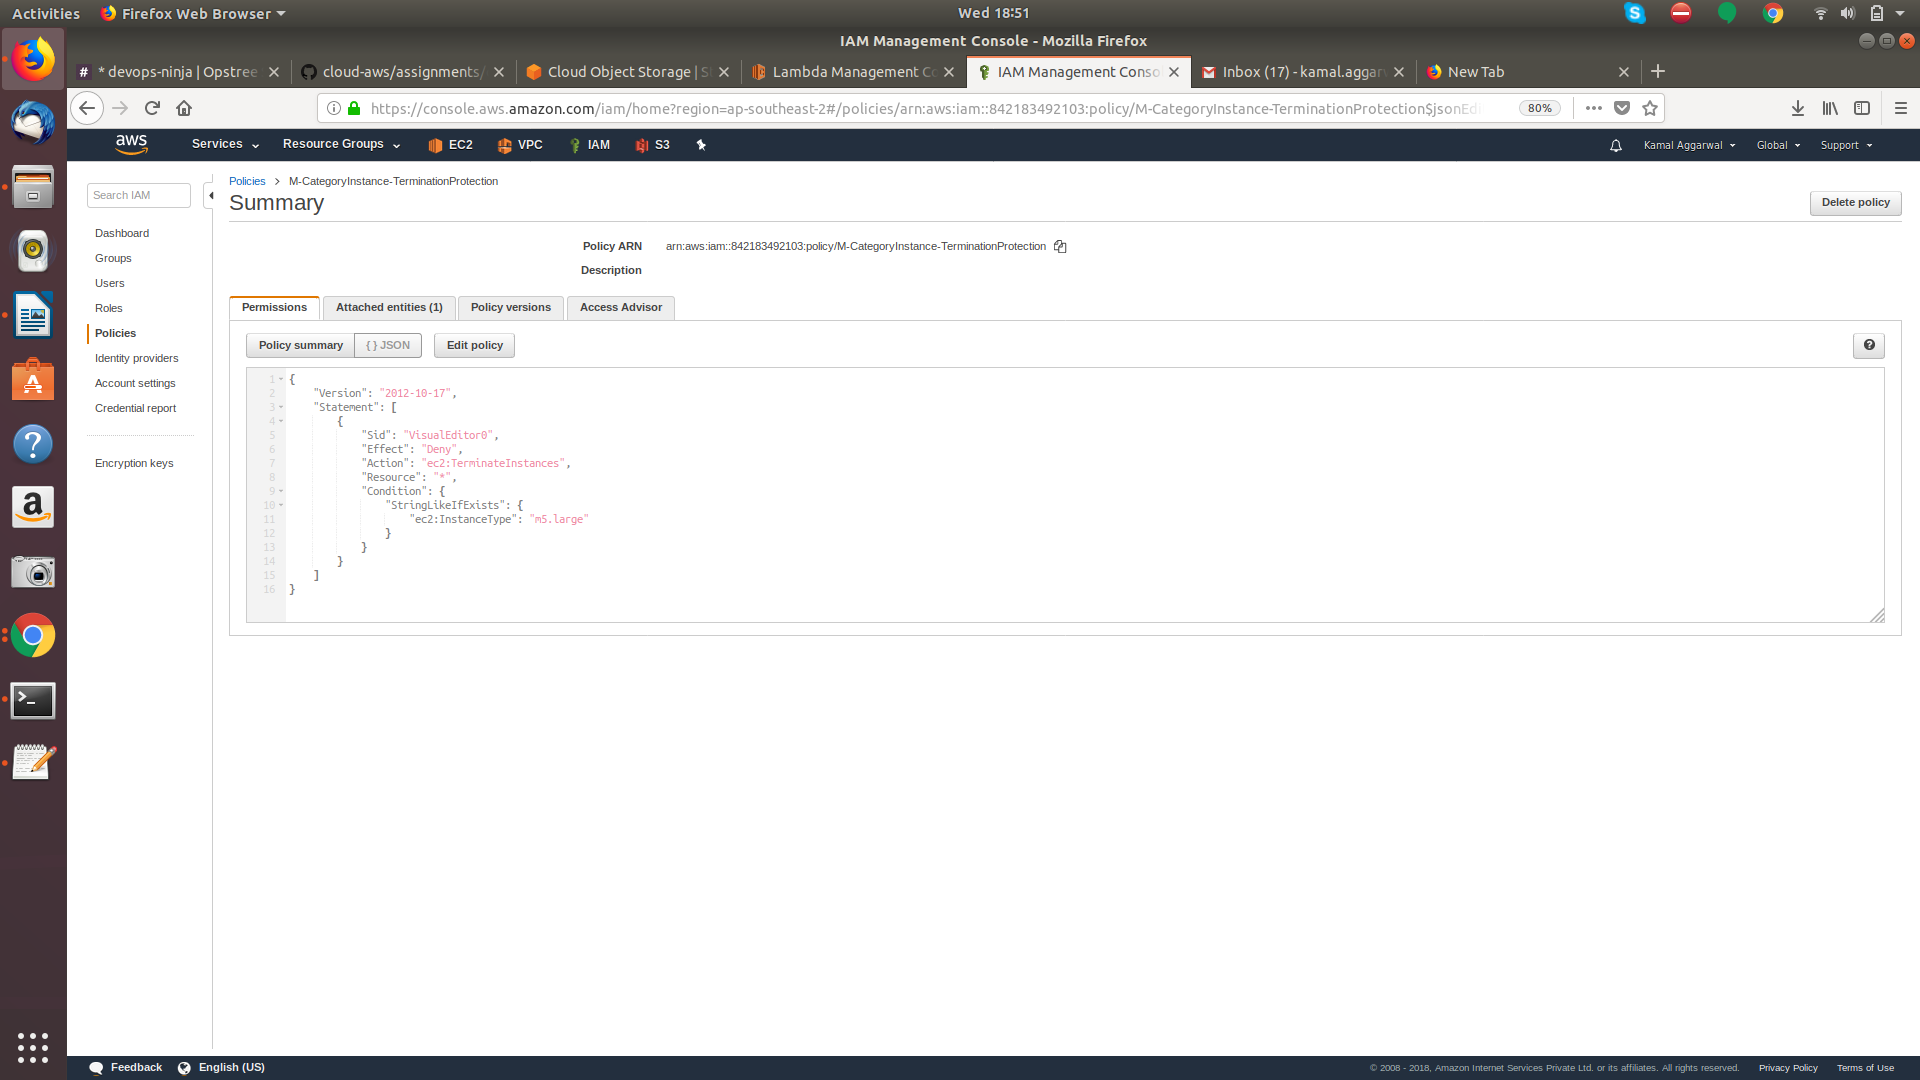 Activities
Firefox Web Browser
Wed 18:51
IAM Management Console - Mozilla Firefox
* devops-ninja | Opstree
cloud-aws/assignments/
Cloud Object Storage | S
Lambda Management Co
IAM Management Conso
Inbox (17) - kamal.aggarw
New Tab
https://console.aws.amazon.com/iam/home?region=ap-southeast-2#/policies/arn:aws:iam::842183492103:policy/M-CategoryInstance-TerminationProtection$jsonEdi
80%
aws
Services
Resource Groups
EC2
VPC
IAM
S3
Kamal Aggarwal
Global
Support
Search IAM
Dashboard
Groups
Users
Roles
Policies
Identity providers
Account settings
Credential report
Encryption keys
Policies > M-CategoryInstance-TerminationProtection
Summary
Delete policy
Policy ARN arn:aws:iam::842183492103:policy/M-CategoryInstance-TerminationProtection
Description
Permissions
Attached entities (1)
Policy versions
Access Advisor
Policy summary
{ } JSON
Edit policy
1 {
2 "Version": "2012-10-17",
3 "Statement": [
4 {
5 "Sid": "VisualEditor0",
6 "Effect": "Deny",
7 "Action": "ec2:TerminateInstances",
8 "Resource": "*",
9 "Condition": {
10 "StringLikeIfExists": {
11 "ec2:InstanceType": "m5.large"
12 }
13 }
14 }
15 ]
16 }
Feedback
English (US)
© 2008 - 2018, Amazon Internet Services Private Ltd. or its affiliates. All rights reserved.
Privacy Policy
Terms of Use